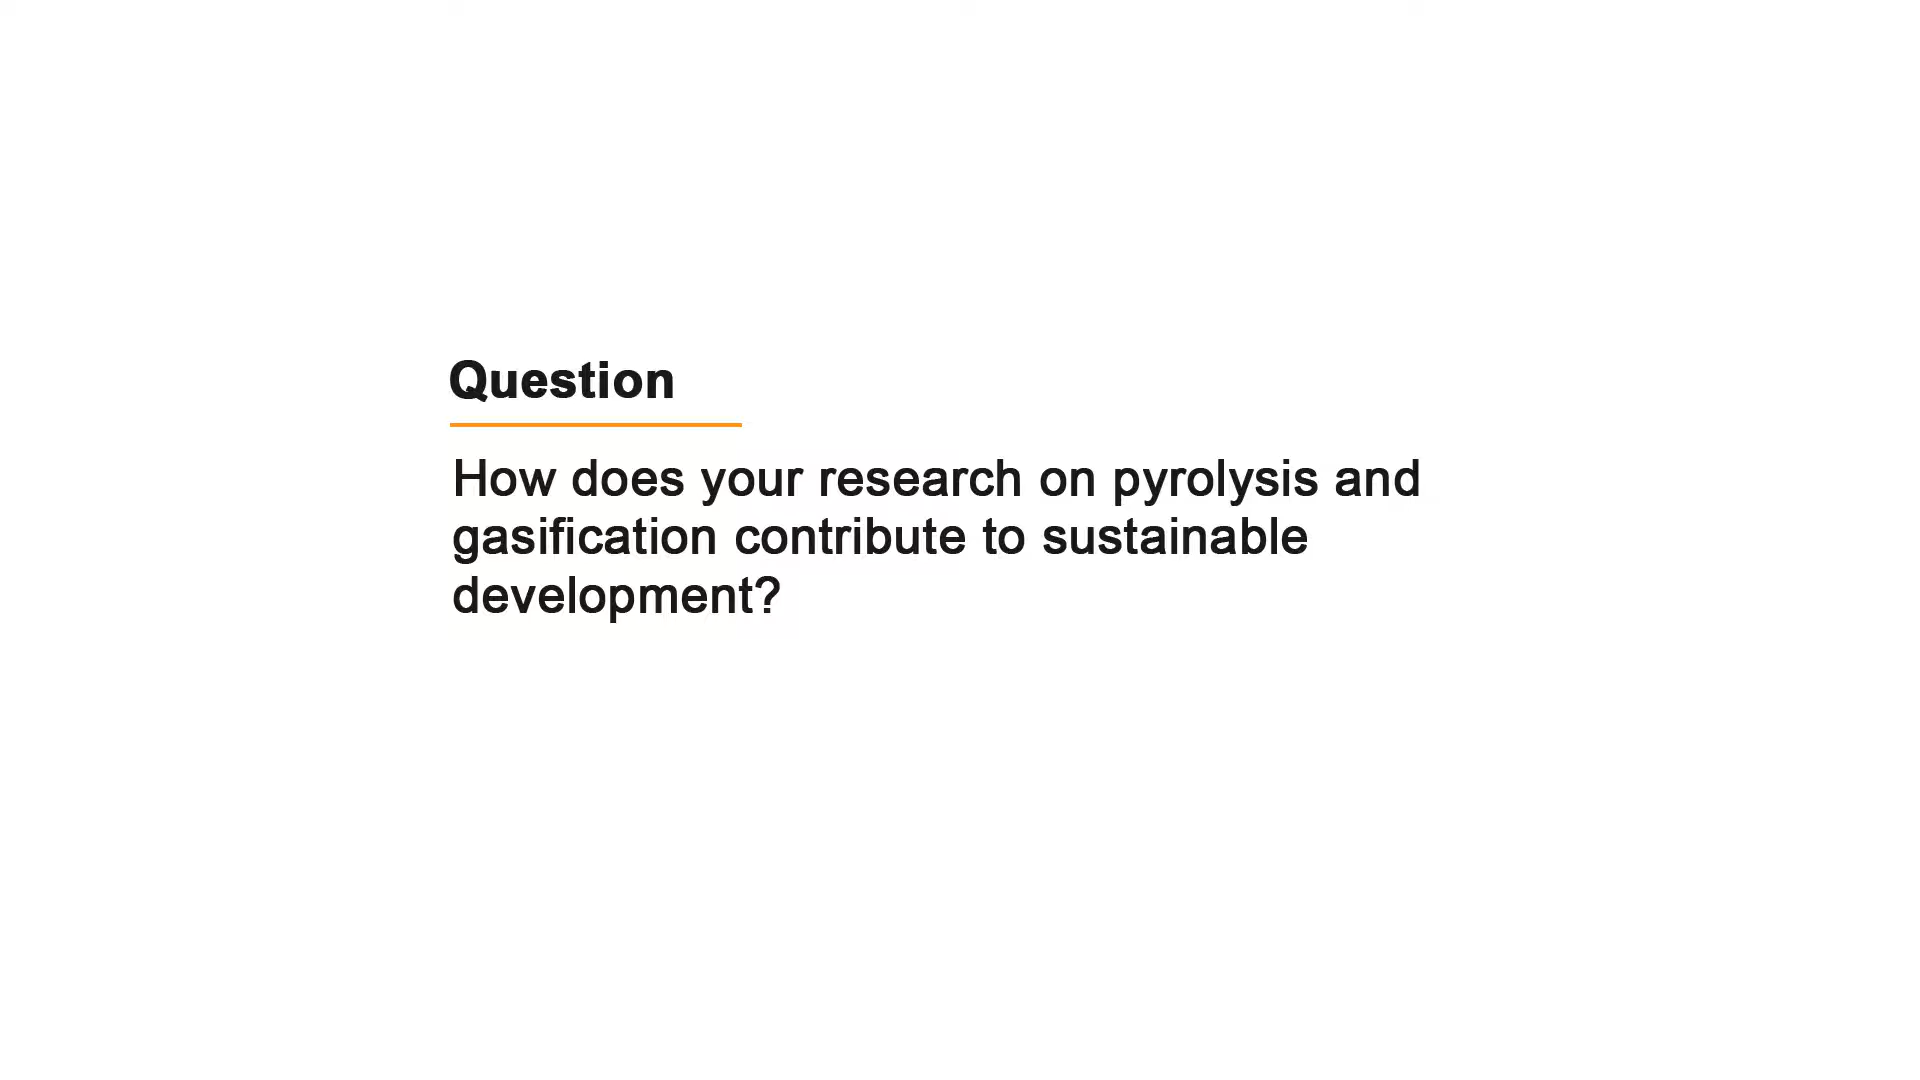 Question
How does your research on pyrolysis and
gasification contribute to sustainable
development?